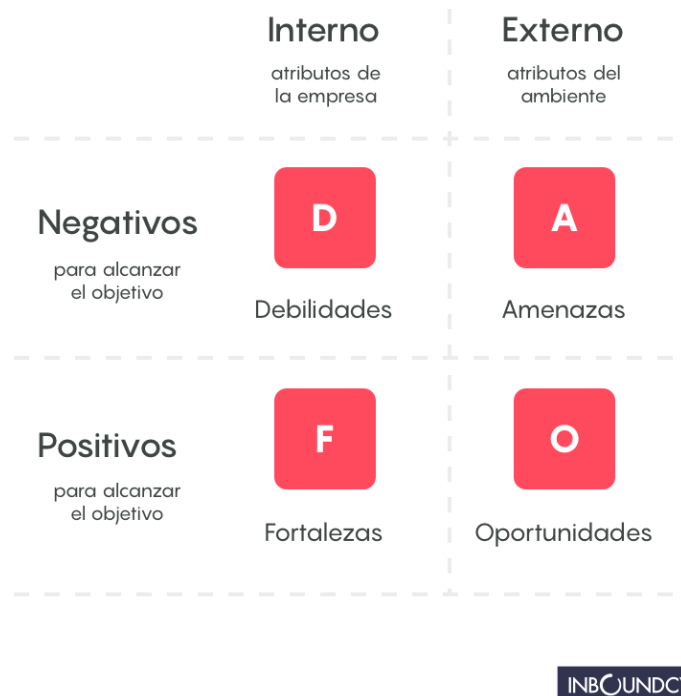 Interno
Externo
atributos de
la empresa
atributos del
ambiente
Negativos
para alcanzar
el objetivo
D
Debilidades
A
Amenazas
Positivos
para alcanzar
el objetivo
F
Fortalezas
O
Oportunidades